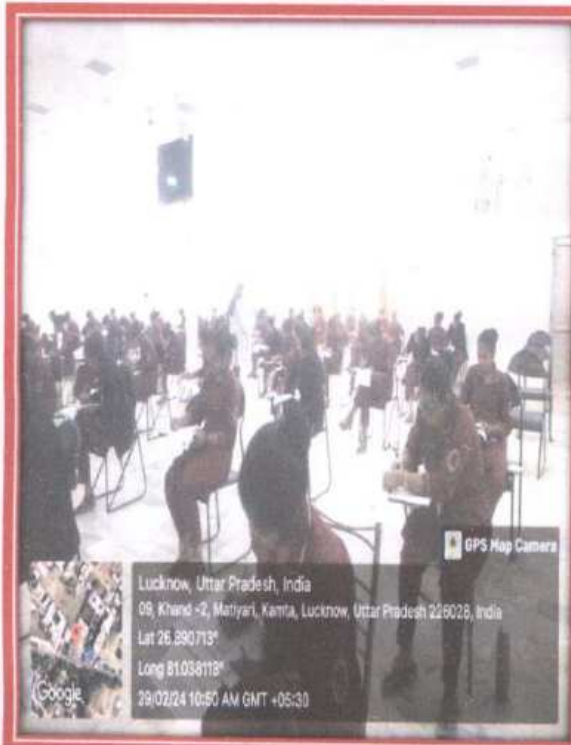 GPS Map Camera
Lucknow, Uttar Pradesh, India
09, Khand -2, Matiyari, Kamta, Lucknow, Uttar Pradesh 226028, India
Lat 26.890713°
Long 81.038113°
29/02/24 10:50 AM GMT +05:30
Google